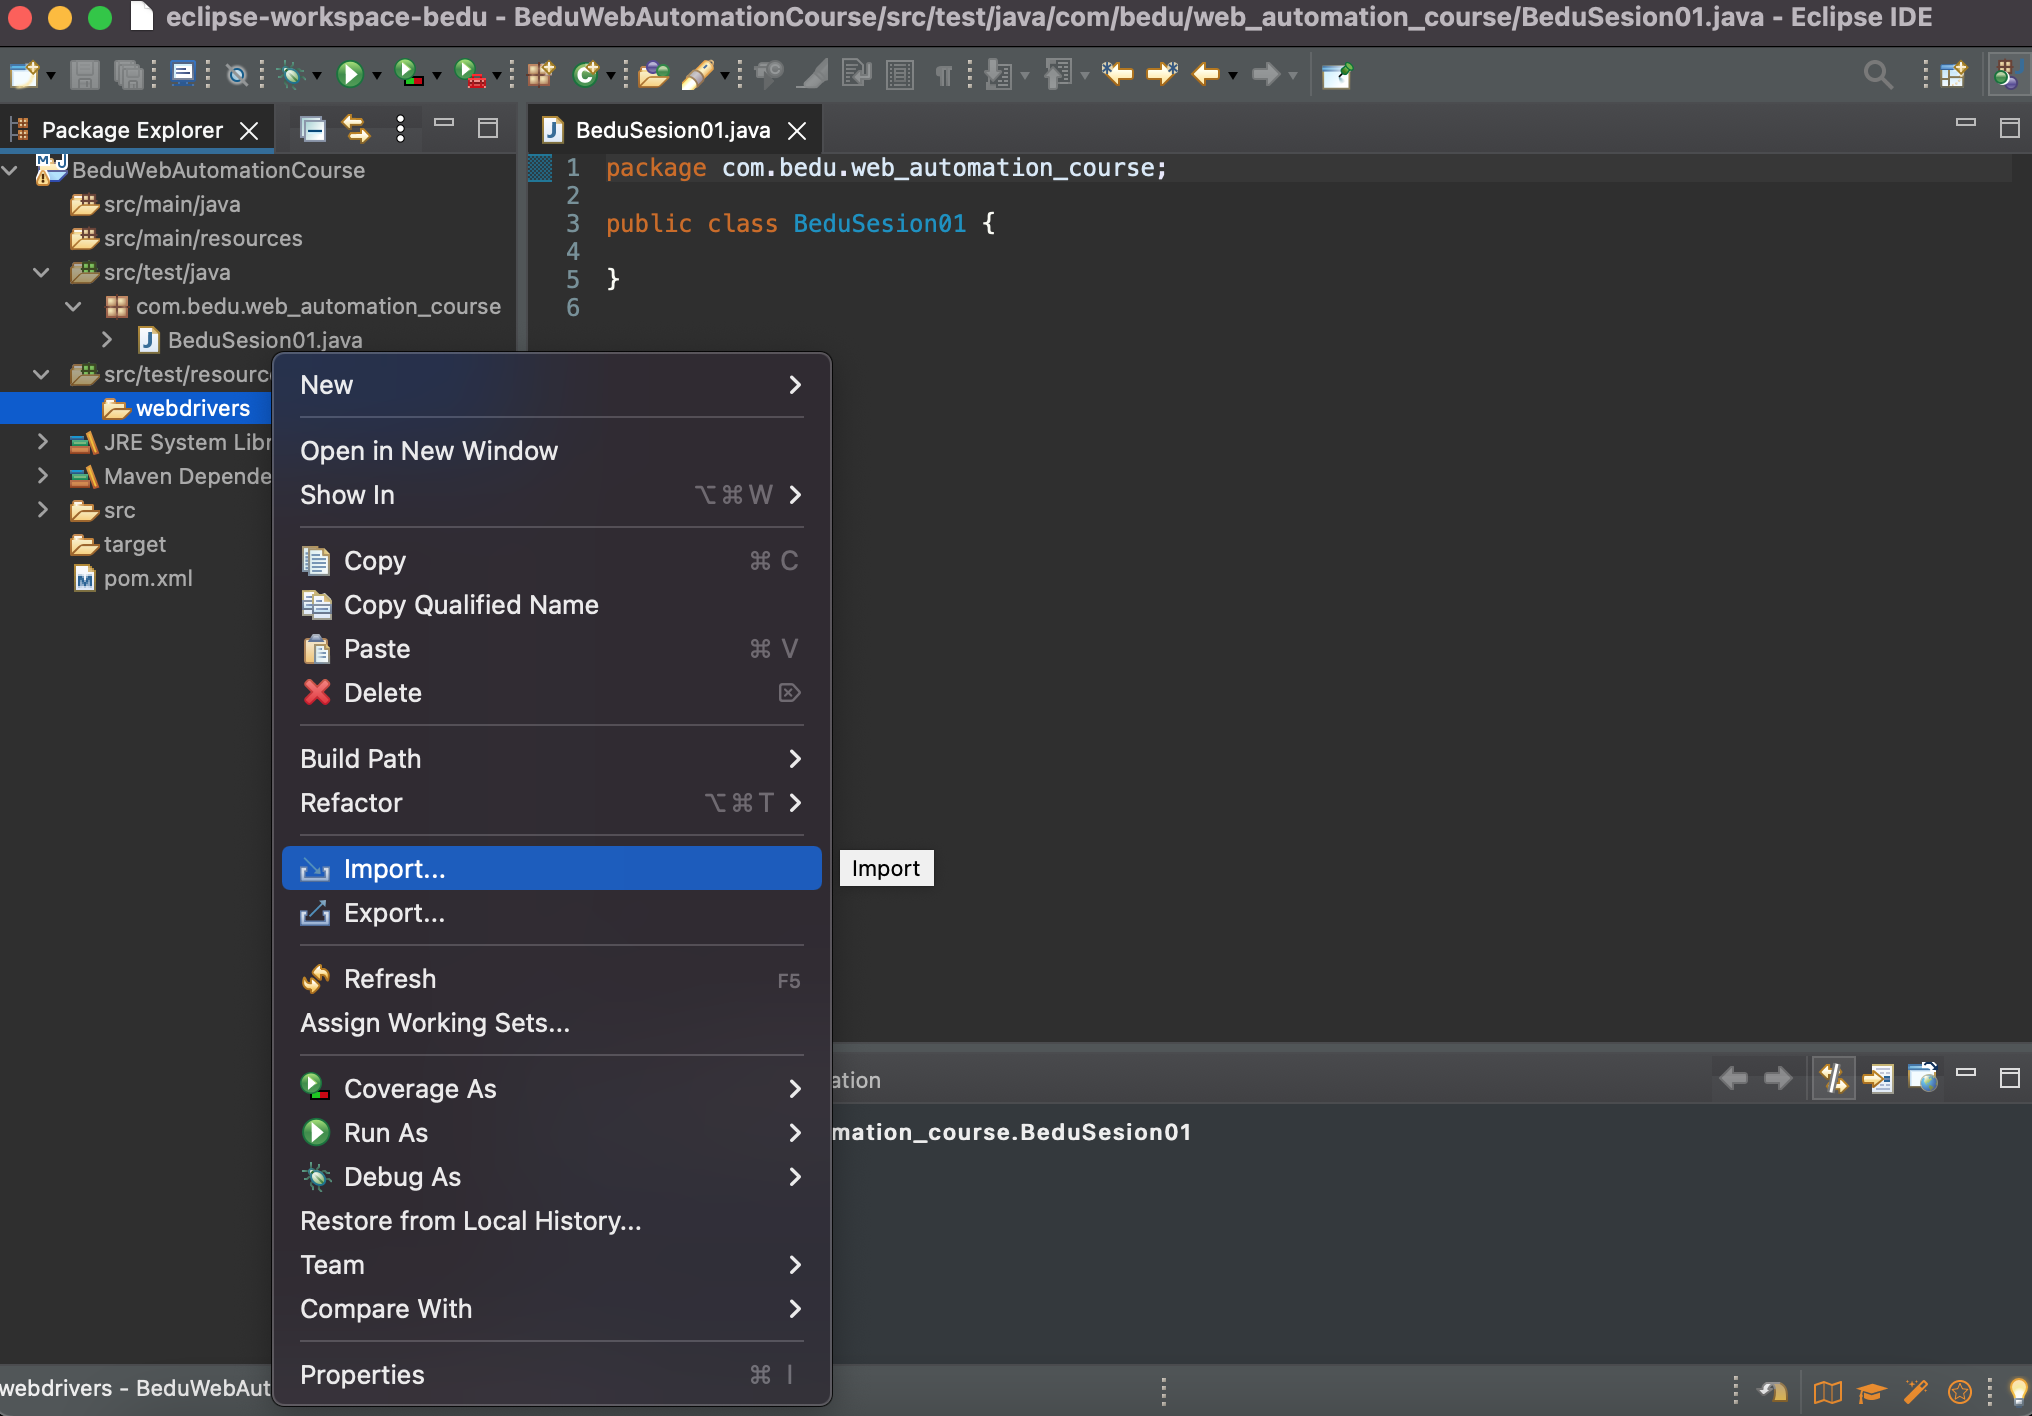 eclipse-workspace-bedu - BeduWebAutomationCourse/src/test/java/com/bedu/web_automation_course/BeduSesion01.java - Eclipse IDE
Package Explorer
BeduSesion01.java
BeduWebAutomationCourse
src/main/java
src/main/resources
src/test/java
com.bedu.web_automation_course
BeduSesion01.java
src/test/resourc
webdrivers
JRE System Libr
Maven Depende
src
target
pom.xml
1 package com.bedu.web_automation_course;
2
3 public class BeduSesion01 {
4
5 }
6
New
Open in New Window
Show In ⌥⌘W
Copy ⌘ C
Copy Qualified Name
Paste ⌘ V
Delete ⌦
Build Path
Refactor ⌥⌘T
Import...
Import
Export...
Refresh F5
Assign Working Sets...
Coverage As
Run As
Debug As
Restore from Local History...
Team
Compare With
Properties ⌘ I
ation
mation_course.BeduSesion01
webdrivers - BeduWebAut